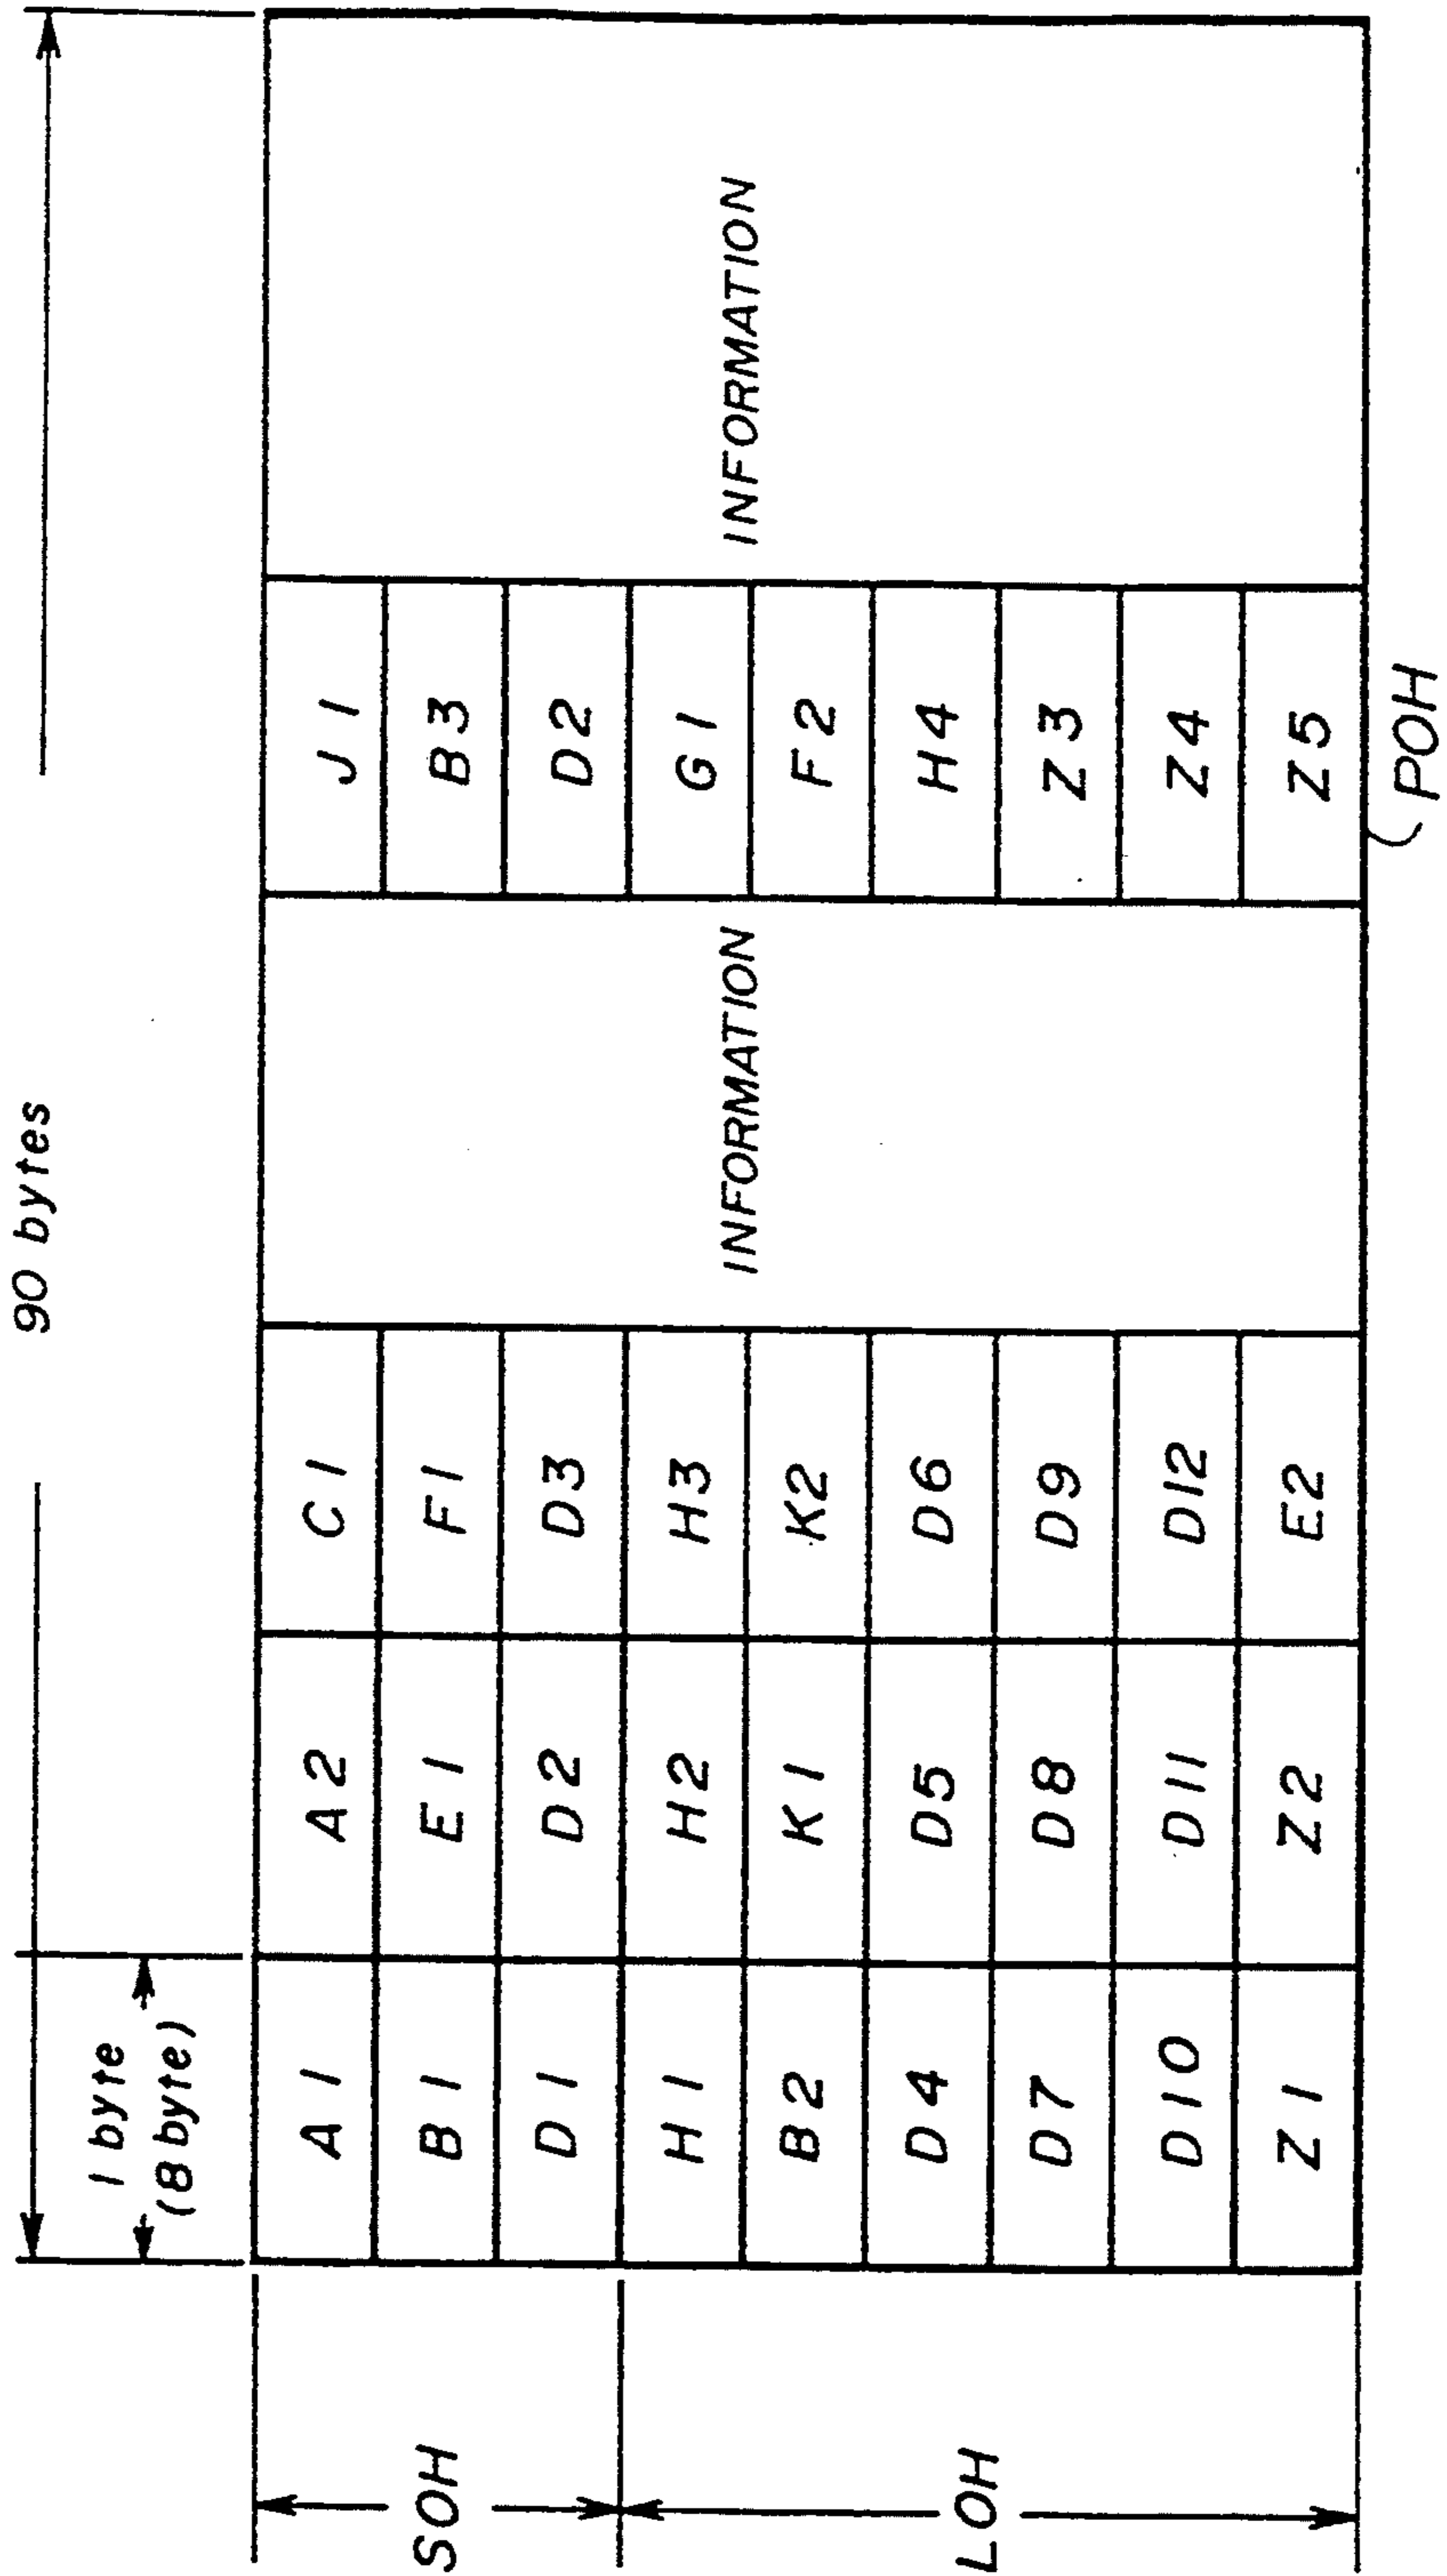 90 bytes
1 byte
(8 byte)
SOH
A1 A2 C1 J1
B1 E1 F1 B3
D1 D2 D3 D2
LOH
H1 H2 H3 G1
INFORMATION INFORMATION
B2 K1 K2 F2
D4 D5 D6 H4
D7 D8 D9 Z3
D10 D11 D12 Z4
Z1 Z2 E2 Z5
POH